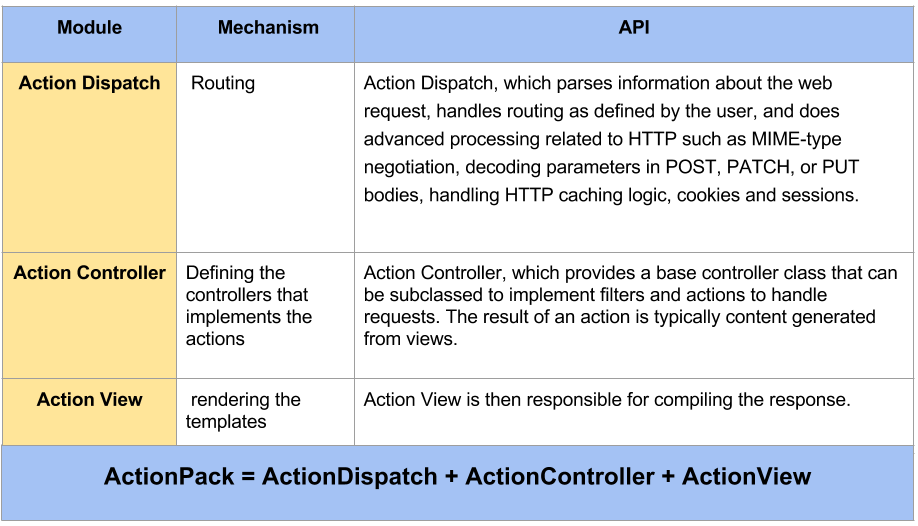 Module Mechanism API
Action Dispatch
Routing
Action Dispatch, which parses information about the web
request, handles routing as defined by the user, and does
advanced processing related to HTTP such as MIME-type
negotiation, decoding parameters in POST, PATCH, or PUT
bodies, handling HTTP caching logic, cookies and sessions.
Action Controller
Defining the
controllers that
implements the
actions
Action Controller, which provides a base controller class that can
be subclassed to implement filters and actions to handle
requests. The result of an action is typically content generated
from views.
Action View
rendering the
templates
Action View is then responsible for compiling the response.
ActionPack = ActionDispatch + ActionController + ActionView